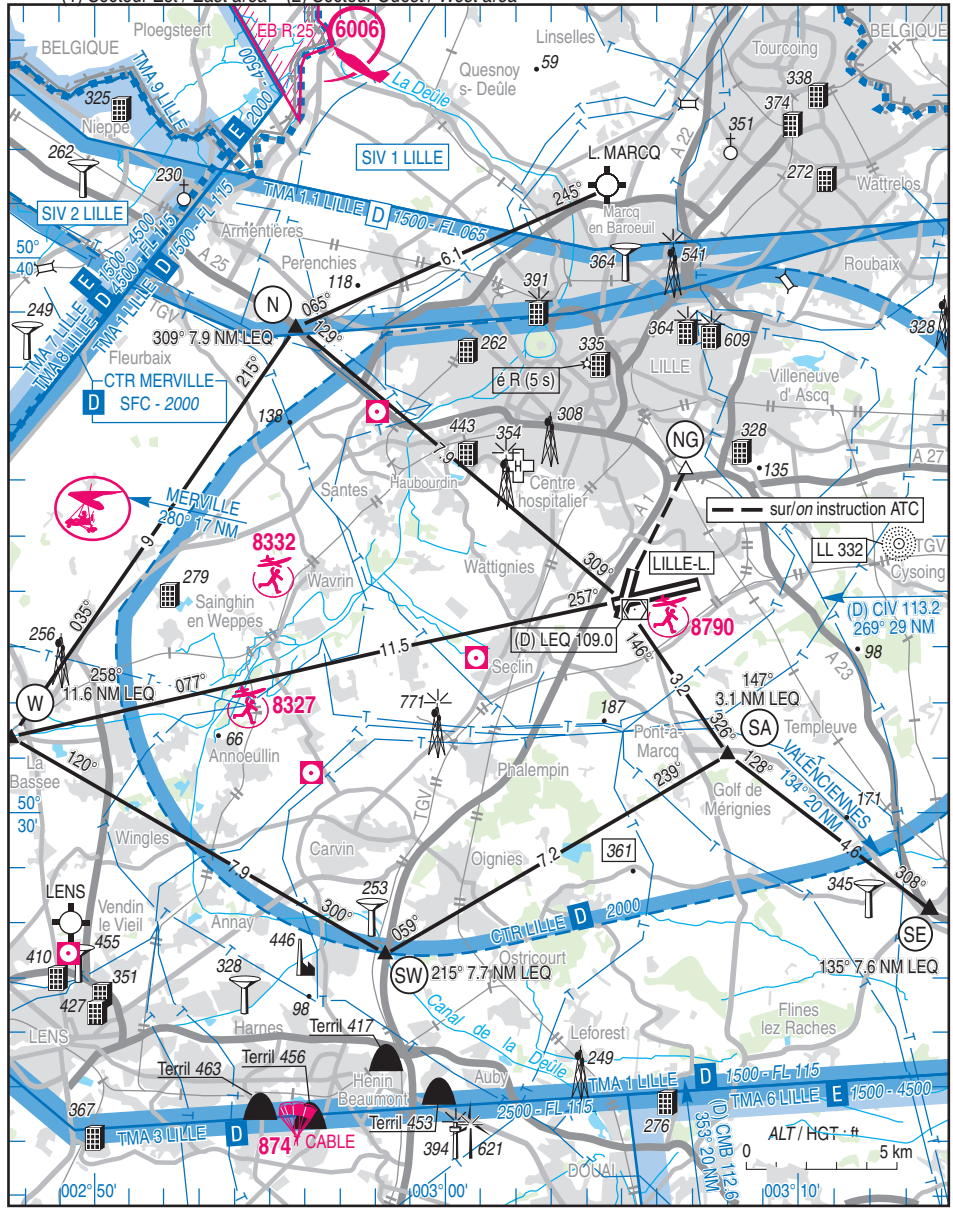 (1) Secteur Est / East area (2) Secteur Ouest / West area
Ploegsteert
EB R 25
6006
Linselles
59
Tourcoing
BELGIQUE
BELGIQUE
4500
TMA 9 LILLE
E 2000
Quesnoy
s- Deûle
La Deûle
338
374
325
Nieppe
A 22
351
SIV 1 LILLE
L. MARCQ
262
230
272
Wattrelos
245°
TMA 1.1 LILLE D 1500 - FL 065
SIV 2 LILLE
Armentières
Marcq
en Baroeuil
6.1
50°
40'
A 25
Perenchies
118
364
541
Roubaix
391
249
TGV
N
065°
129°
309° 7.9 NM LEQ
E 1500 - 4500
D 4500 - FL 115
D 1500 - FL 115
TMA 7 LILLE
TMA 8 LILLE
TMA 1 LILLE
328
364
609
262
335
LILLE
Fleurbaix
215°
é R (5 s)
Villeneuve
d' Ascq
CTR MERVILLE
D SFC - 2000
138
308
NG
443
354
328
7.9
H
135
A 27
Haubourdin
Centre
hospitalier
Santes
A 1
MERVILLE
280° 17 NM
sur/on instruction ATC
9
8332
LL 332
TGV
Wavrin
Wattignies
309°
LILLE-L.
Cysoing
279
Sainghin
en Weppes
257°
035°
8790
(D) CIV 113.2
269° 29 NM
256
(D) LEQ 109.0
146°
11.5
Seclin
98
A 23
258°
11.6 NM LEQ
W
077°
3.2
147°
3.1 NM LEQ
8327
771
187
SA
326°
Templeuve
66
Annoeullin
Pont-à-
Marcq
La
Bassee
120°
Phalempin
239°
128°
VALENCIENNES
134° 20 NM
50°
30'
Golf de
Mérignies
171
Wingles
TGV
Carvin
Oignies
7.2
361
4.6
7.9
LENS
253
345
308°
Vendin
le Vieil
Annay
300°
059°
CTR LILLE D 2000
SE
455
410
446
Ostricourt
351
328
SW
215° 7.7 NM LEQ
135° 7.6 NM LEQ
427
98
Canal de la Deûle
Flines
lez Raches
LENS
Harnes
Terril 417
Leforest
Terril 463
Terril 456
249
Henin
Beaumont
Auby
TMA 1 LILLE D 1500 - FL 115
TMA 6 LILLE E 1500 - 4500
2500 - FL 115
367
TMA 3 LILLE D
874
CABLE
Terril 453
394
621
276
(D) CMB 112.6
353° 20 NM
ALT / HGT : ft
0
5 km
DOUAI
002° 50'
003° 00'
003° 10'